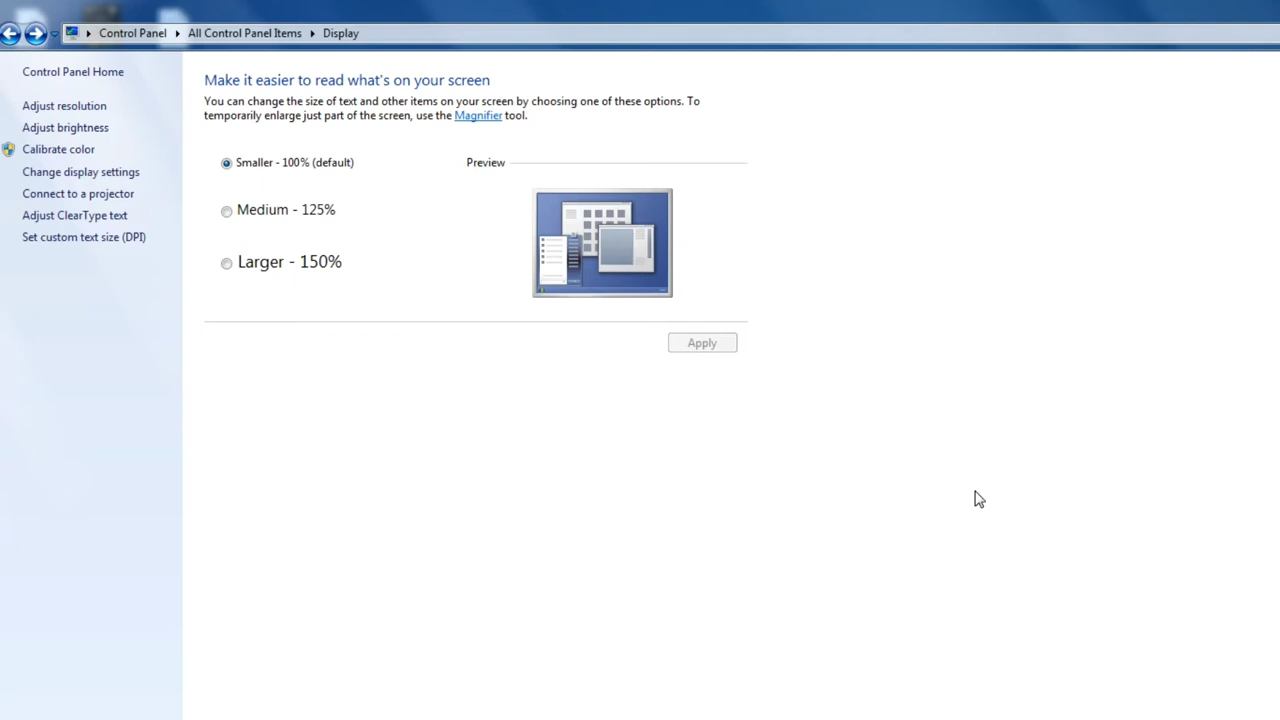 Control Panel All Control Panel Items Display
Control Panel Home
Adjust resolution
Adjust brightness
Calibrate color
Change display settings
Connect to a projector
Adjust ClearType text
Set custom text size (DPI)
Make it easier to read what's on your screen
You can change the size of text and other items on your screen by choosing one of these options. To
temporarily enlarge just part of the screen, use the Magnifier tool.
Smaller - 100% (default)
Preview
Medium - 125%
Larger - 150%
Apply